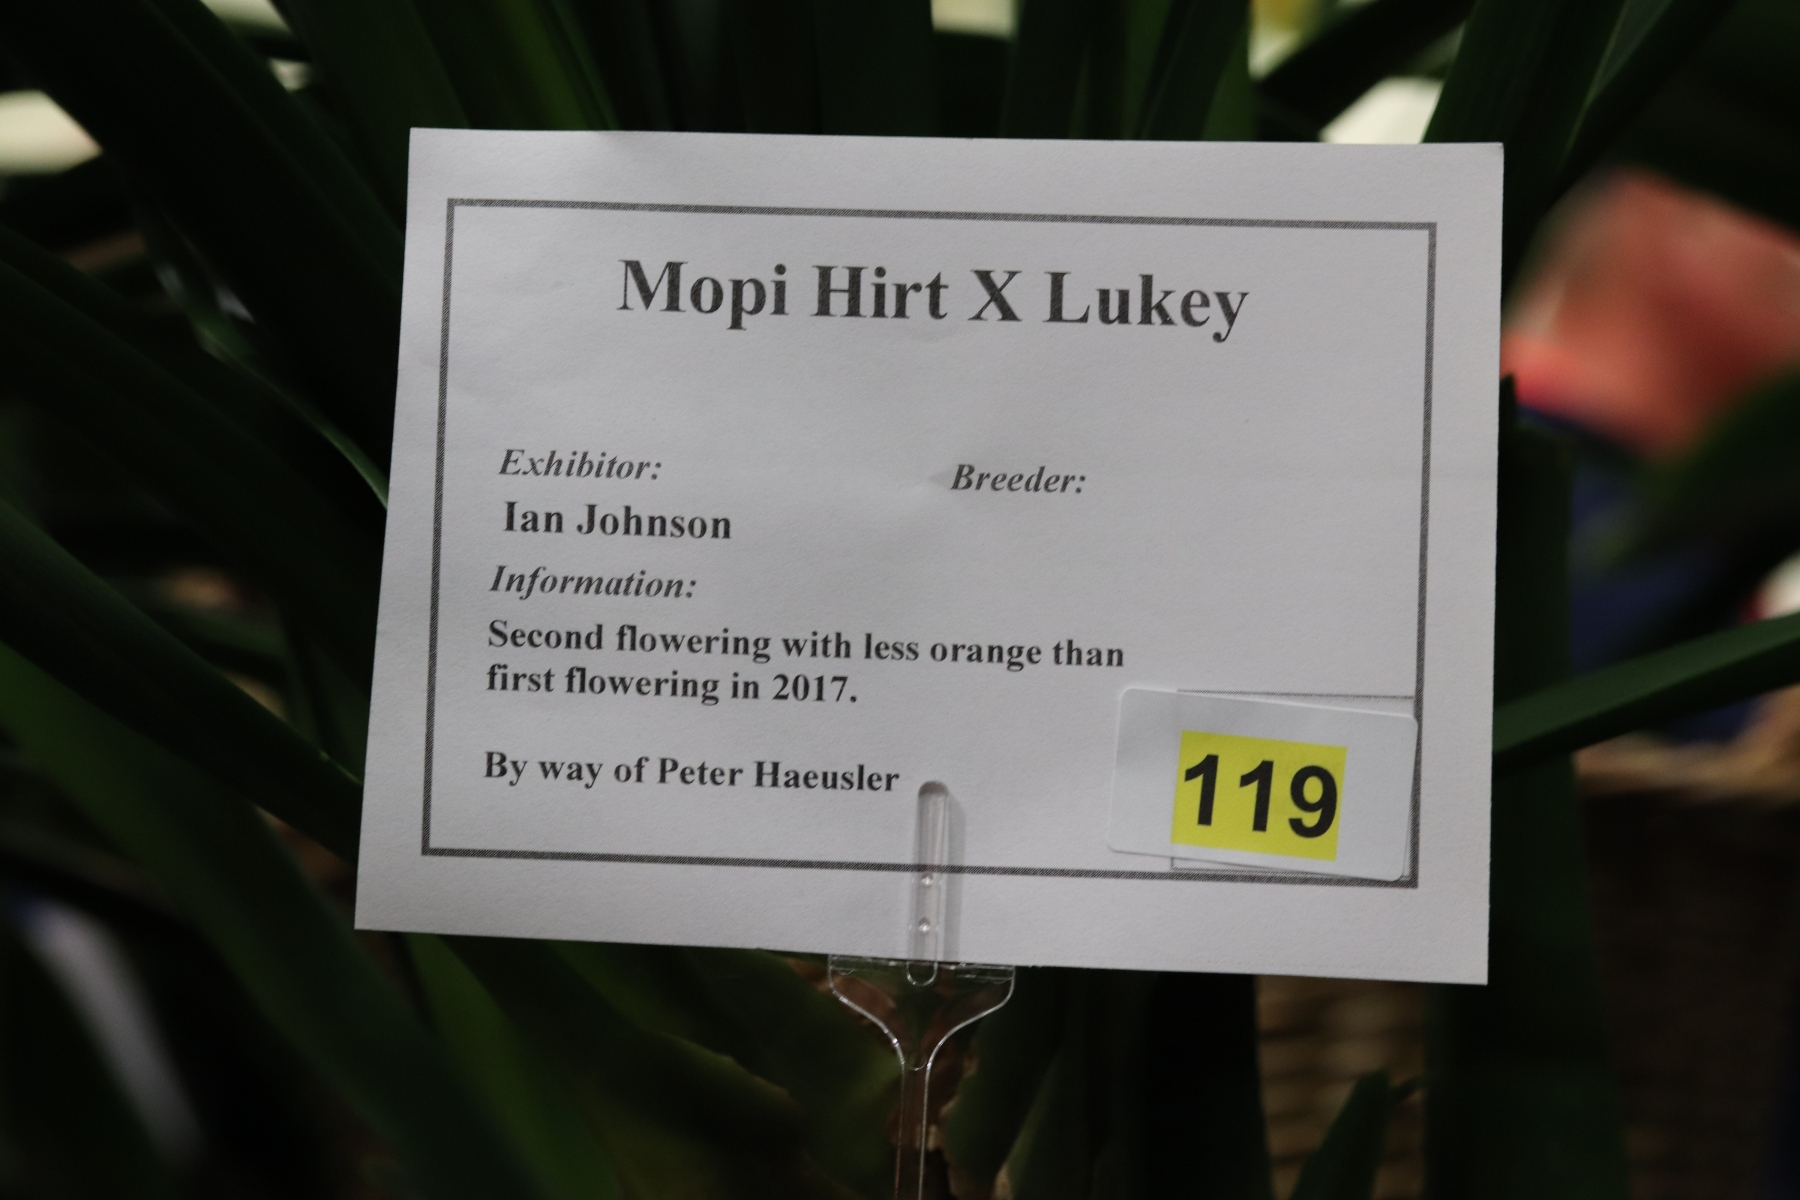 Mopi Hirt X Lukey
Exhibitor: Breeder:
Ian Johnson
Information:
Second flowering with less orange than
first flowering in 2017.
By way of Peter Haeusler
119